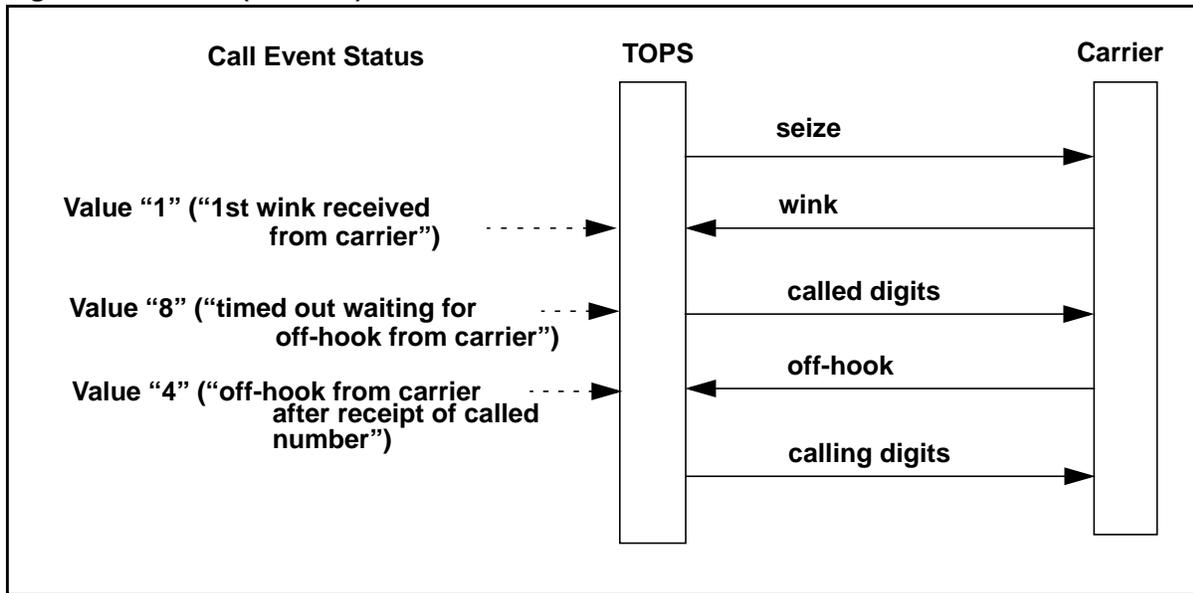 Call Event Status
TOPS
Carrier
seize
Value “1” (“1st wink received
from carrier”)
wink
Value “8” (“timed out waiting for
off-hook from carrier”)
called digits
Value “4” (“off-hook from carrier
after receipt of called
number”)
off-hook
calling digits